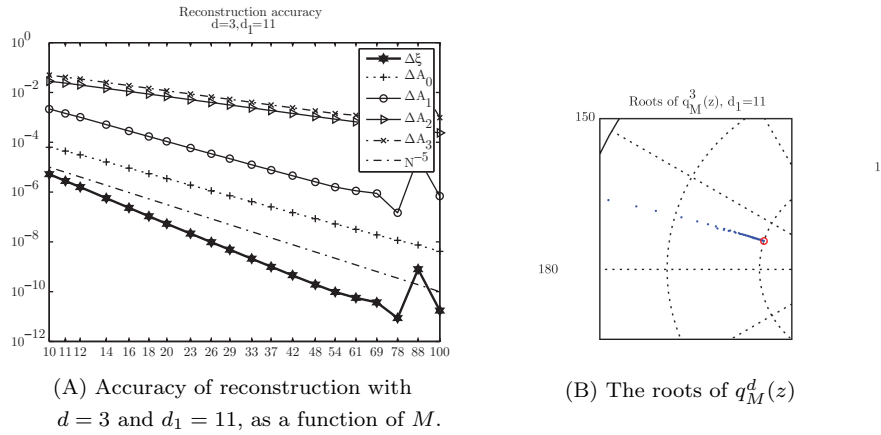 Reconstruction accuracy
d=3,d₁=11
10⁰
10⁻²
10⁻⁴
10⁻⁶
10⁻⁸
10⁻¹⁰
10⁻¹²
10 11 12 14 16 18 20 23 26 29 33 37 42 48 54 61 69 78 88 100
Δξ
ΔA₀
ΔA₁
ΔA₂
ΔA₃
N⁻⁵
(A) Accuracy of reconstruction with
d = 3 and d₁ = 11, as a function of M.
Roots of q³_M(z), d₁=11
150
180
1
(B) The roots of q^d_M(z)